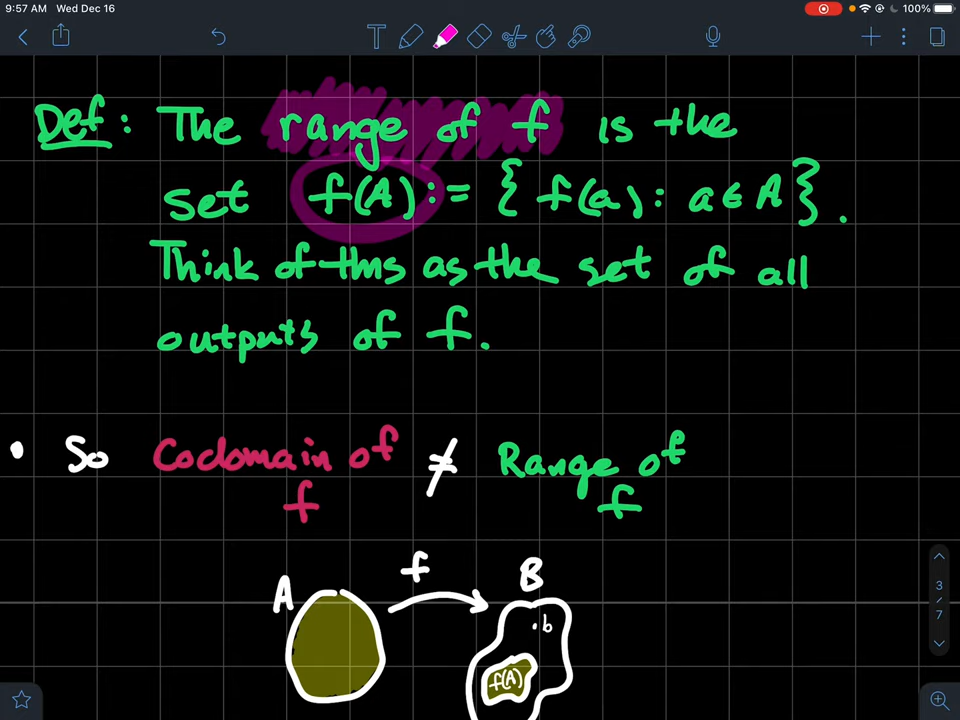 9:57 AM Wed Dec 16 100%
Def: The range of f is the
set f(A) := { f(a) : a ∈ A } .
Think of this as the set of all
outputs of f.
• So Codomain of f ≠ Range of f
A f B
b
f(A)
3 / 7